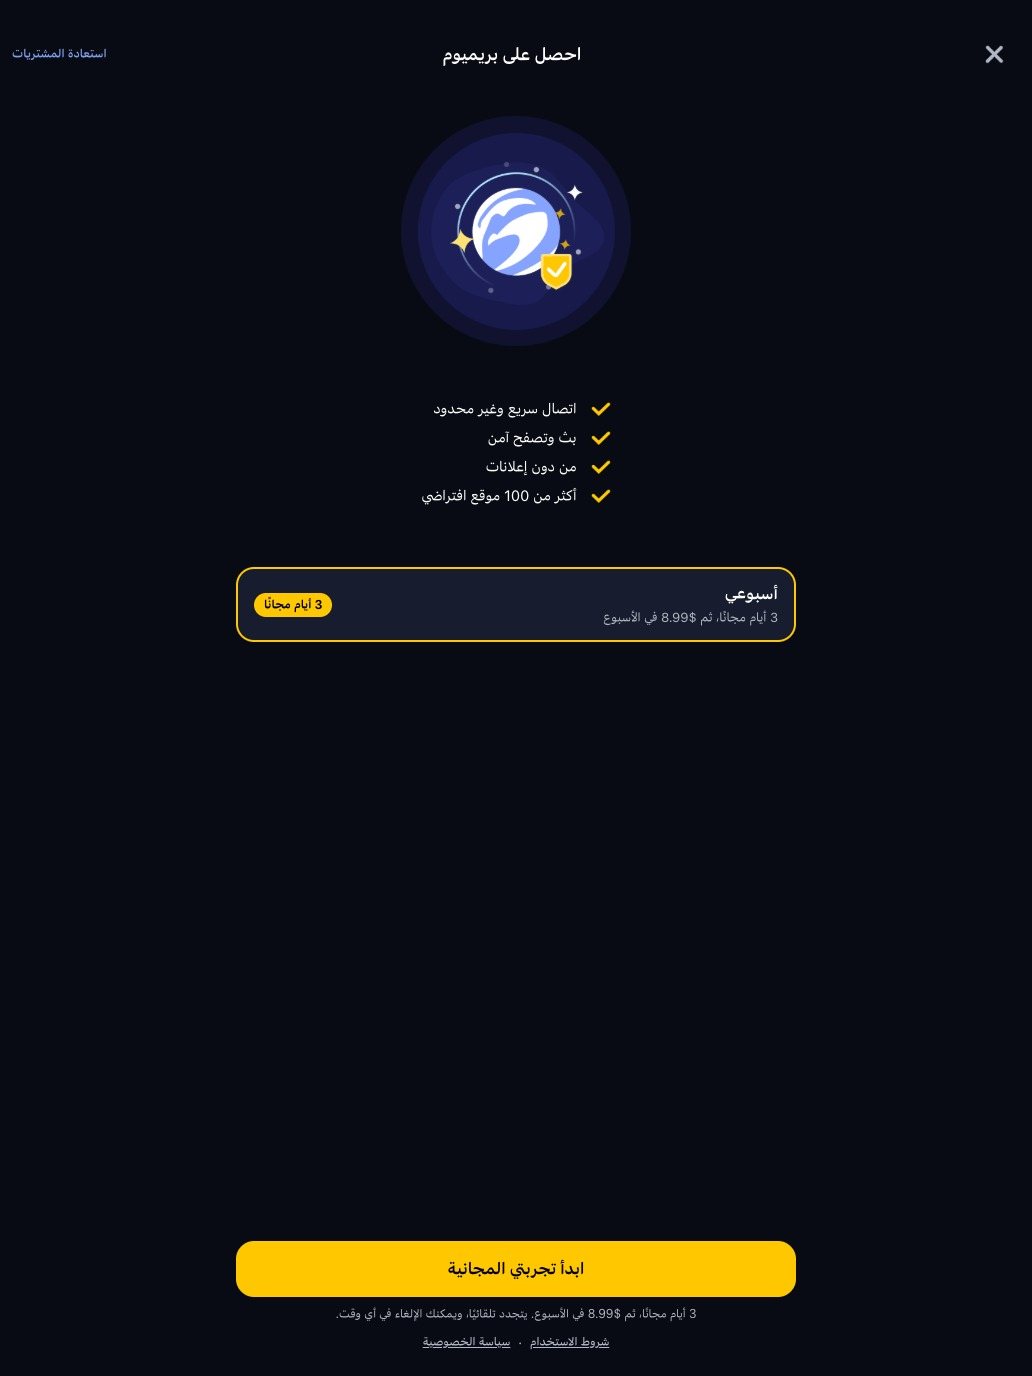 احصل على بريميوم
استعادة المشتريات
اتصال سريع وغير محدود
بث وتصفح آمن
من دون إعلانات
أكثر من 100 موقع افتراضي
أسبوعي
3 أيام مجانًا، ثم $8.99 في الأسبوع
3 أيام مجانًا
ابدأ تجربتي المجانية
3 أيام مجانًا، ثم $8.99 في الأسبوع. يتجدد تلقائيًا، ويمكنك الإلغاء في أي وقت.
شروط الاستخدام · سياسة الخصوصية